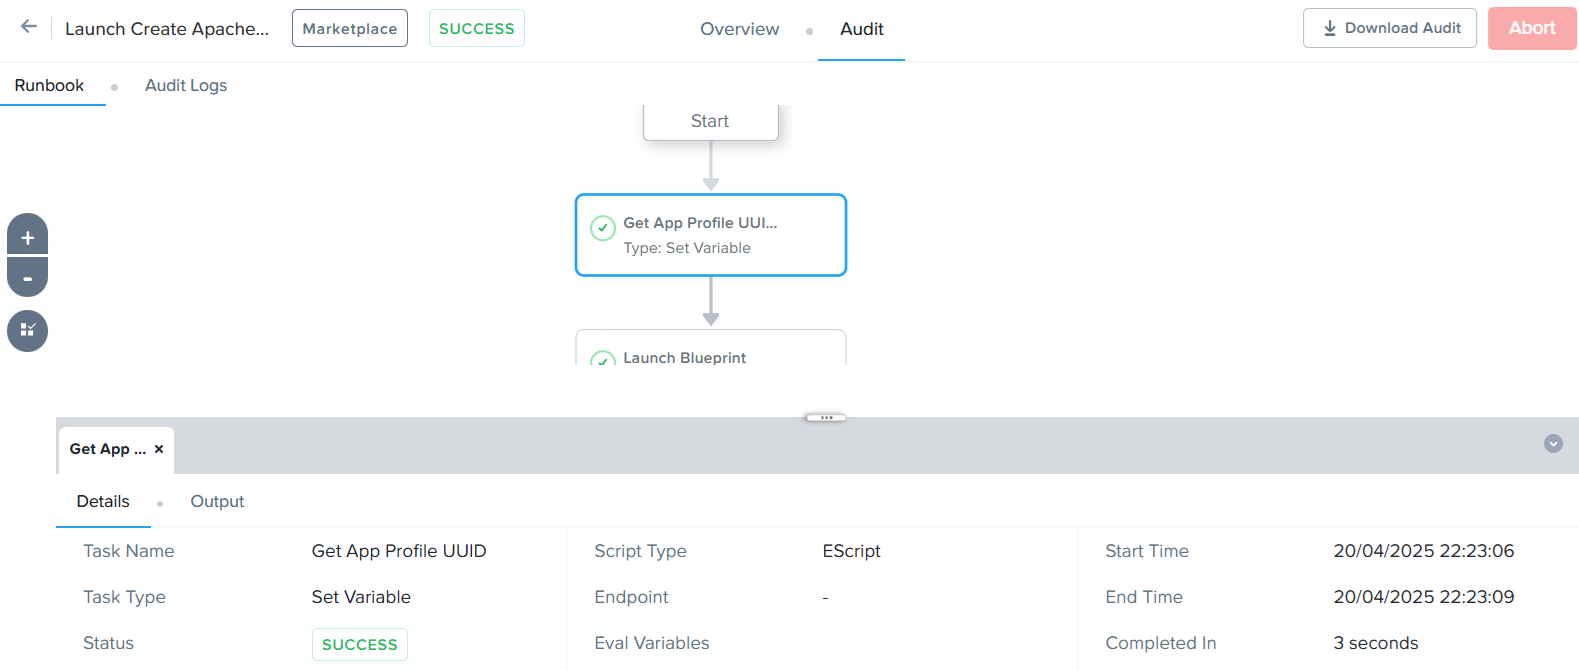 Launch Create Apache...
Marketplace
SUCCESS
Overview
Audit
Download Audit
Abort
Runbook
Audit Logs
Start
Get App Profile UUI...
Type: Set Variable
+
-
Launch Blueprint
Get App ... ×
Details
Output
Task Name Get App Profile UUID
Script Type EScript
Start Time 20/04/2025 22:23:06
Task Type Set Variable
Endpoint -
End Time 20/04/2025 22:23:09
Status SUCCESS
Eval Variables
Completed In 3 seconds